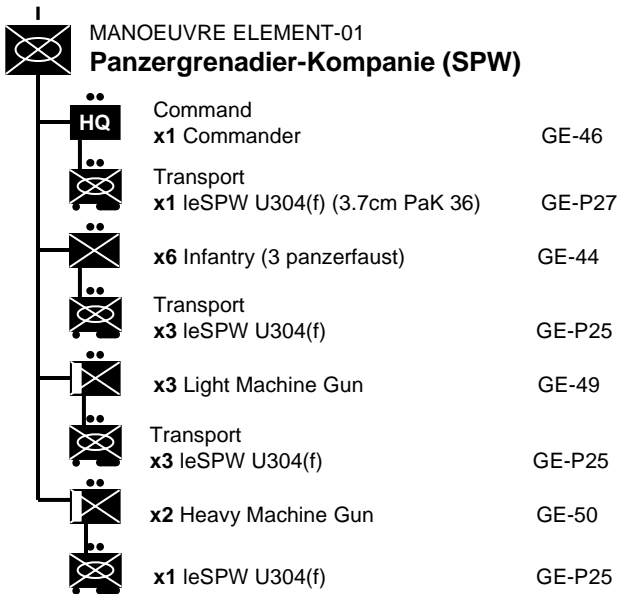 MANOEUVRE ELEMENT-01
Panzergrenadier-Kompanie (SPW)
HQ
Command
x1 Commander GE-46
Transport
x1 leSPW U304(f) (3.7cm PaK 36) GE-P27
x6 Infantry (3 panzerfaust) GE-44
Transport
x3 leSPW U304(f) GE-P25
x3 Light Machine Gun GE-49
Transport
x3 leSPW U304(f) GE-P25
x2 Heavy Machine Gun GE-50
x1 leSPW U304(f) GE-P25